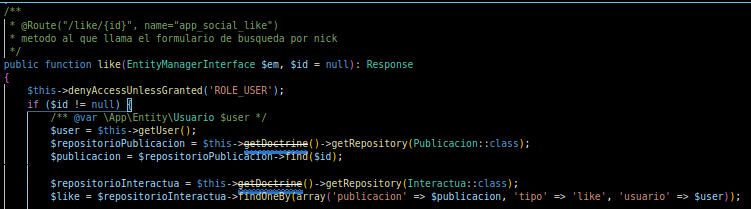 /**
 * @Route("/like/{id}", name="app_social_like")
 * metodo al que llama el formulario de busqueda por nick
 */
public function like(EntityManagerInterface $em, $id = null): Response
{
    $this->denyAccessUnlessGranted('ROLE_USER');
    if ($id != null) {
        /** @var \App\Entity\Usuario $user */
        $user = $this->getUser();
        $repositorioPublicacion = $this->getDoctrine()->getRepository(Publicacion::class);
        $publicacion = $repositorioPublicacion->find($id);

        $repositorioInteractua = $this->getDoctrine()->getRepository(Interactua::class);
        $like = $repositorioInteractua->findOneBy(array('publicacion' => $publicacion, 'tipo' => 'like', 'usuario' => $user));